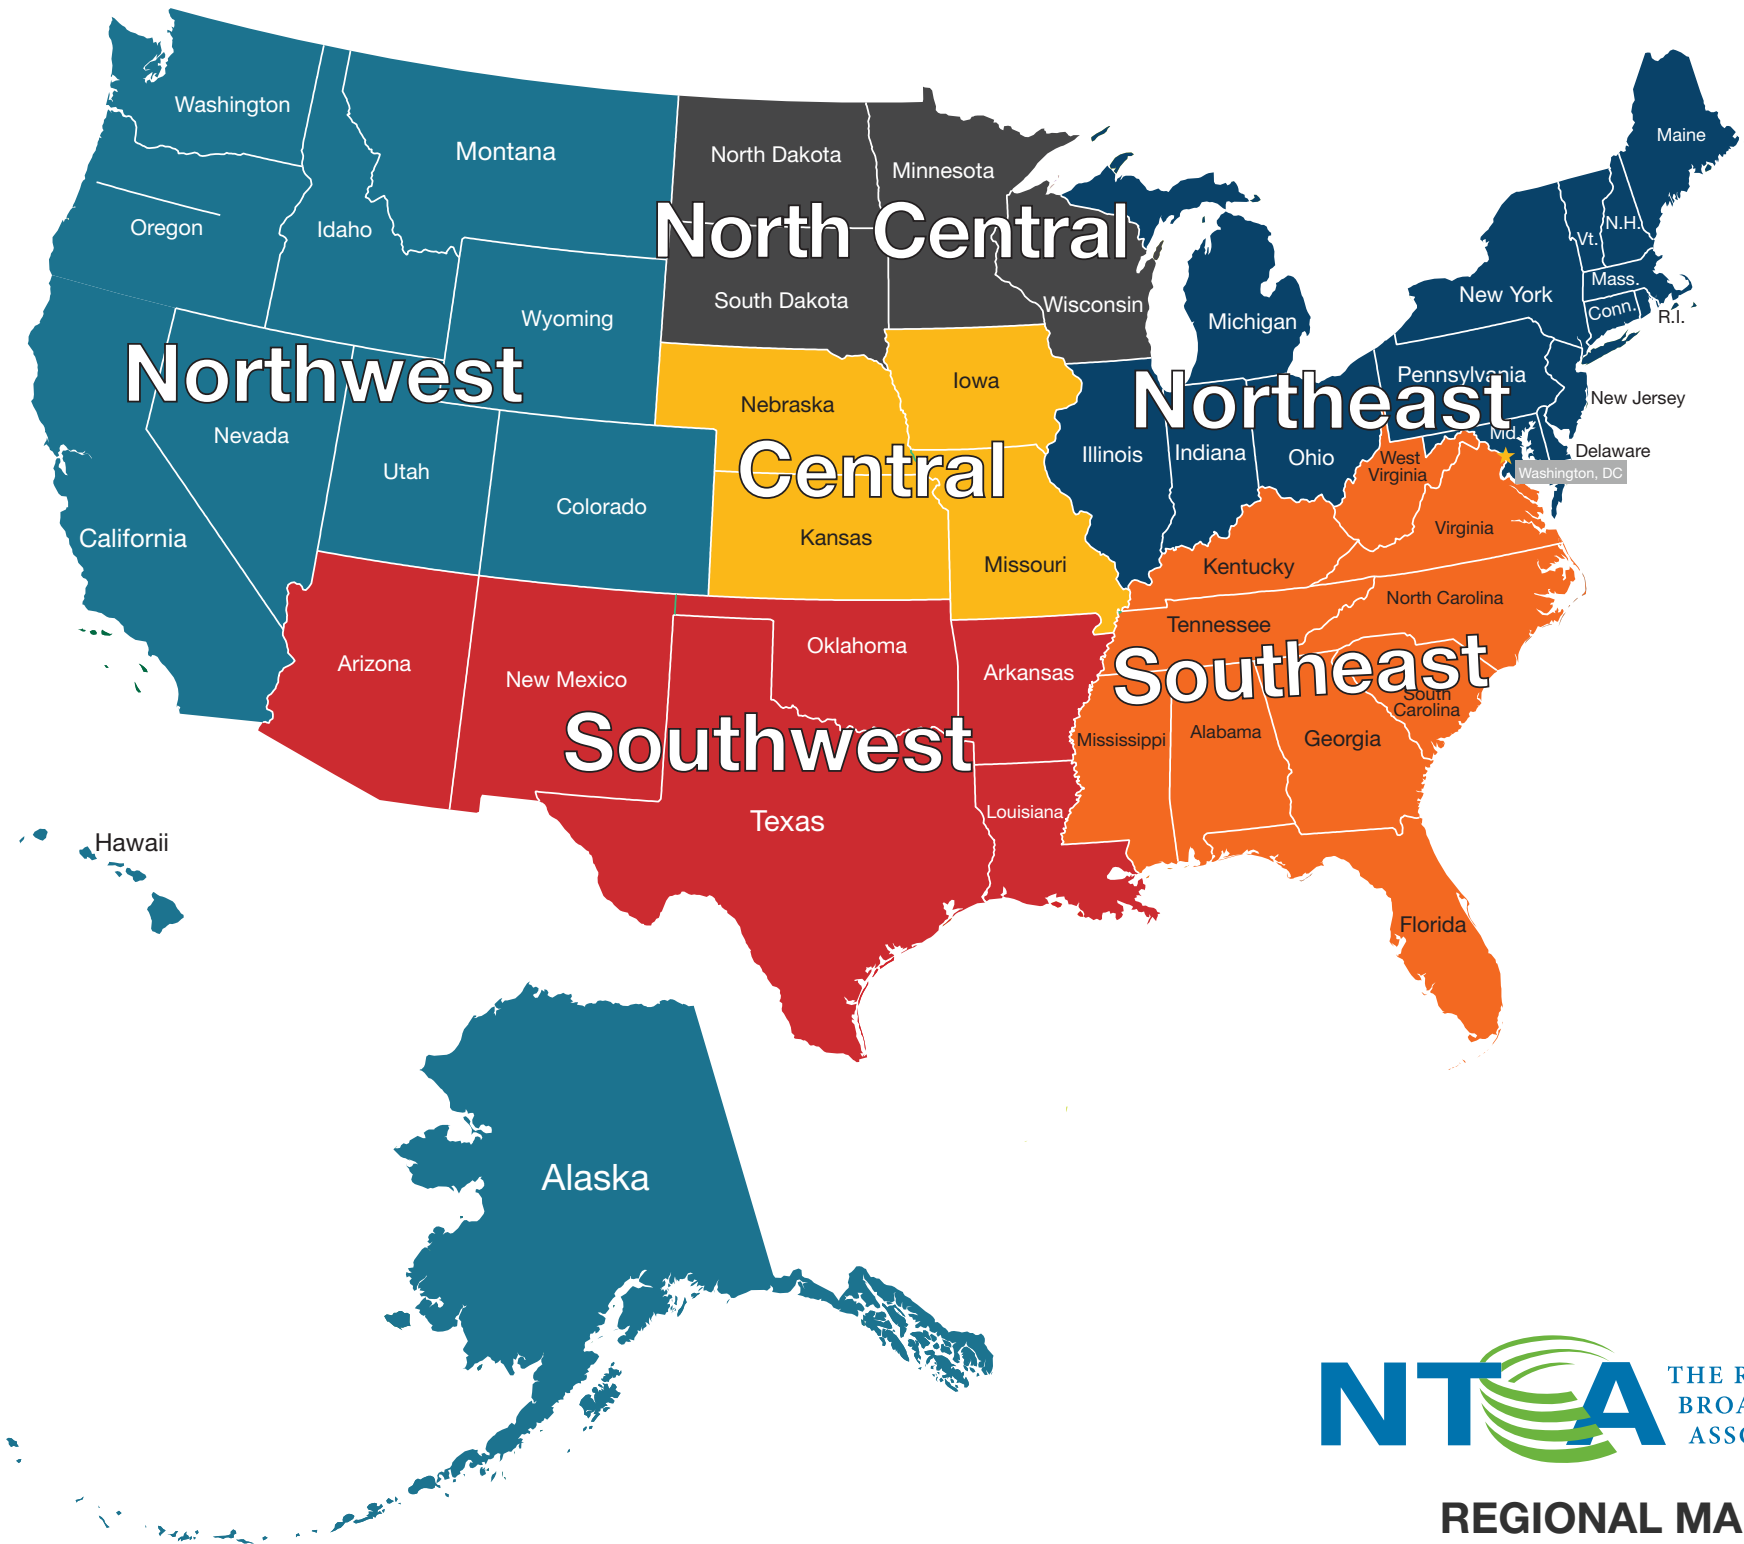 Washington
Montana
North Dakota
Minnesota
Maine
Oregon
Idaho
North Central
N.H.
Vt.
Mass.
New York
South Dakota
Wisconsin
Conn.
R.I.
Wyoming
Michigan
Northwest
Iowa
Pennsylvania
Northeast
New Jersey
Nebraska
Nevada
Md.
Utah
Central
Illinois
Indiana
Ohio
West
Virginia
Delaware
Washington, DC
Colorado
California
Kansas
Virginia
Missouri
Kentucky
North Carolina
Tennessee
Oklahoma
Arizona
New Mexico
Arkansas
Southeast
South
Carolina
Southwest
Mississippi
Alabama
Georgia
Texas
Louisiana
Hawaii
Florida
Alaska
NTCA
THE R
BROA
ASSO
REGIONAL MA